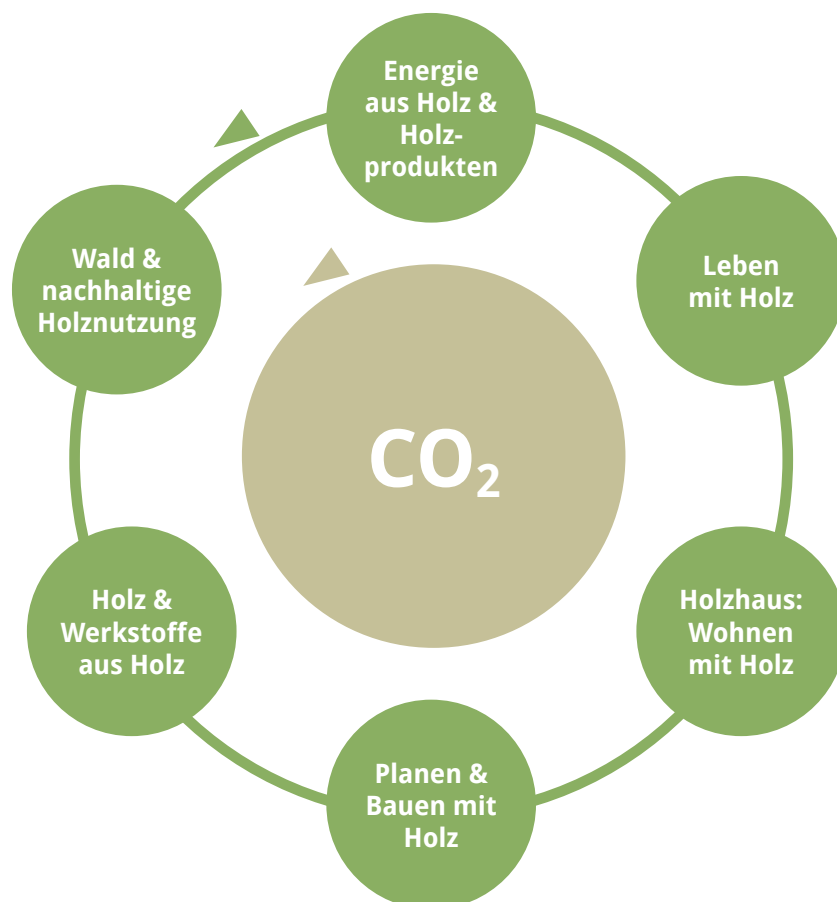 Energie
aus Holz &
Holz-
produkten
Wald &
nachhaltige
Holznutzung
Leben
mit Holz
CO₂
Holz &
Werkstoffe
aus Holz
Holzhaus:
Wohnen
mit Holz
Planen &
Bauen mit
Holz